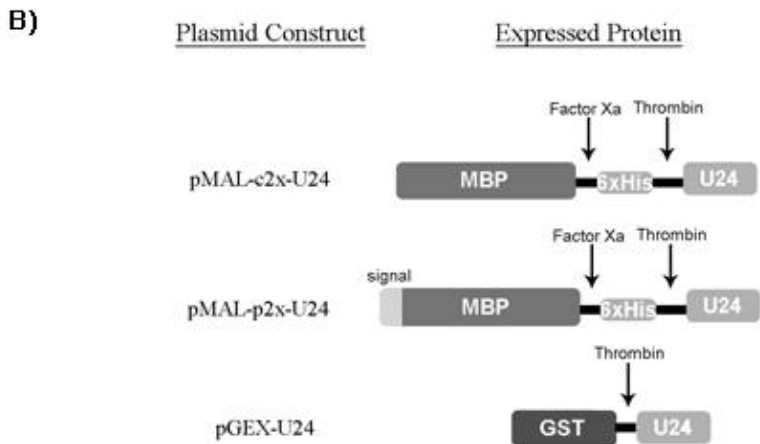 B)
Plasmid Construct Expressed Protein
Factor Xa Thrombin
pMAL-c2x-U24 MBP 6xHis U24
Factor Xa Thrombin
signal
pMAL-p2x-U24 MBP 6xHis U24
Thrombin
pGEX-U24 GST U24